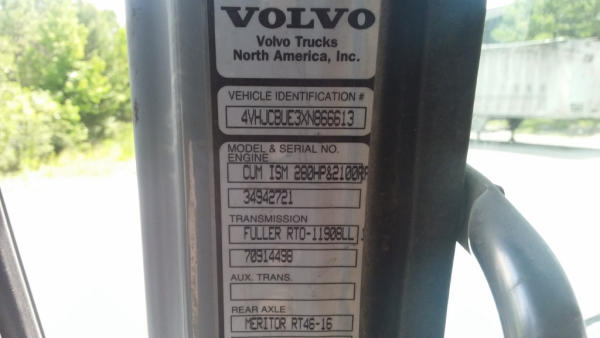 VOLVO
Volvo Trucks
North America, Inc.
VEHICLE IDENTIFICATION #
4VHJCBUE3XN866613
MODEL & SERIAL NO.
ENGINE
CUM ISM 280HP&2100RP
34942721
TRANSMISSION
FULLER RTO-11908LL
70914498
AUX. TRANS.
REAR AXLE
MERITOR RT46-16